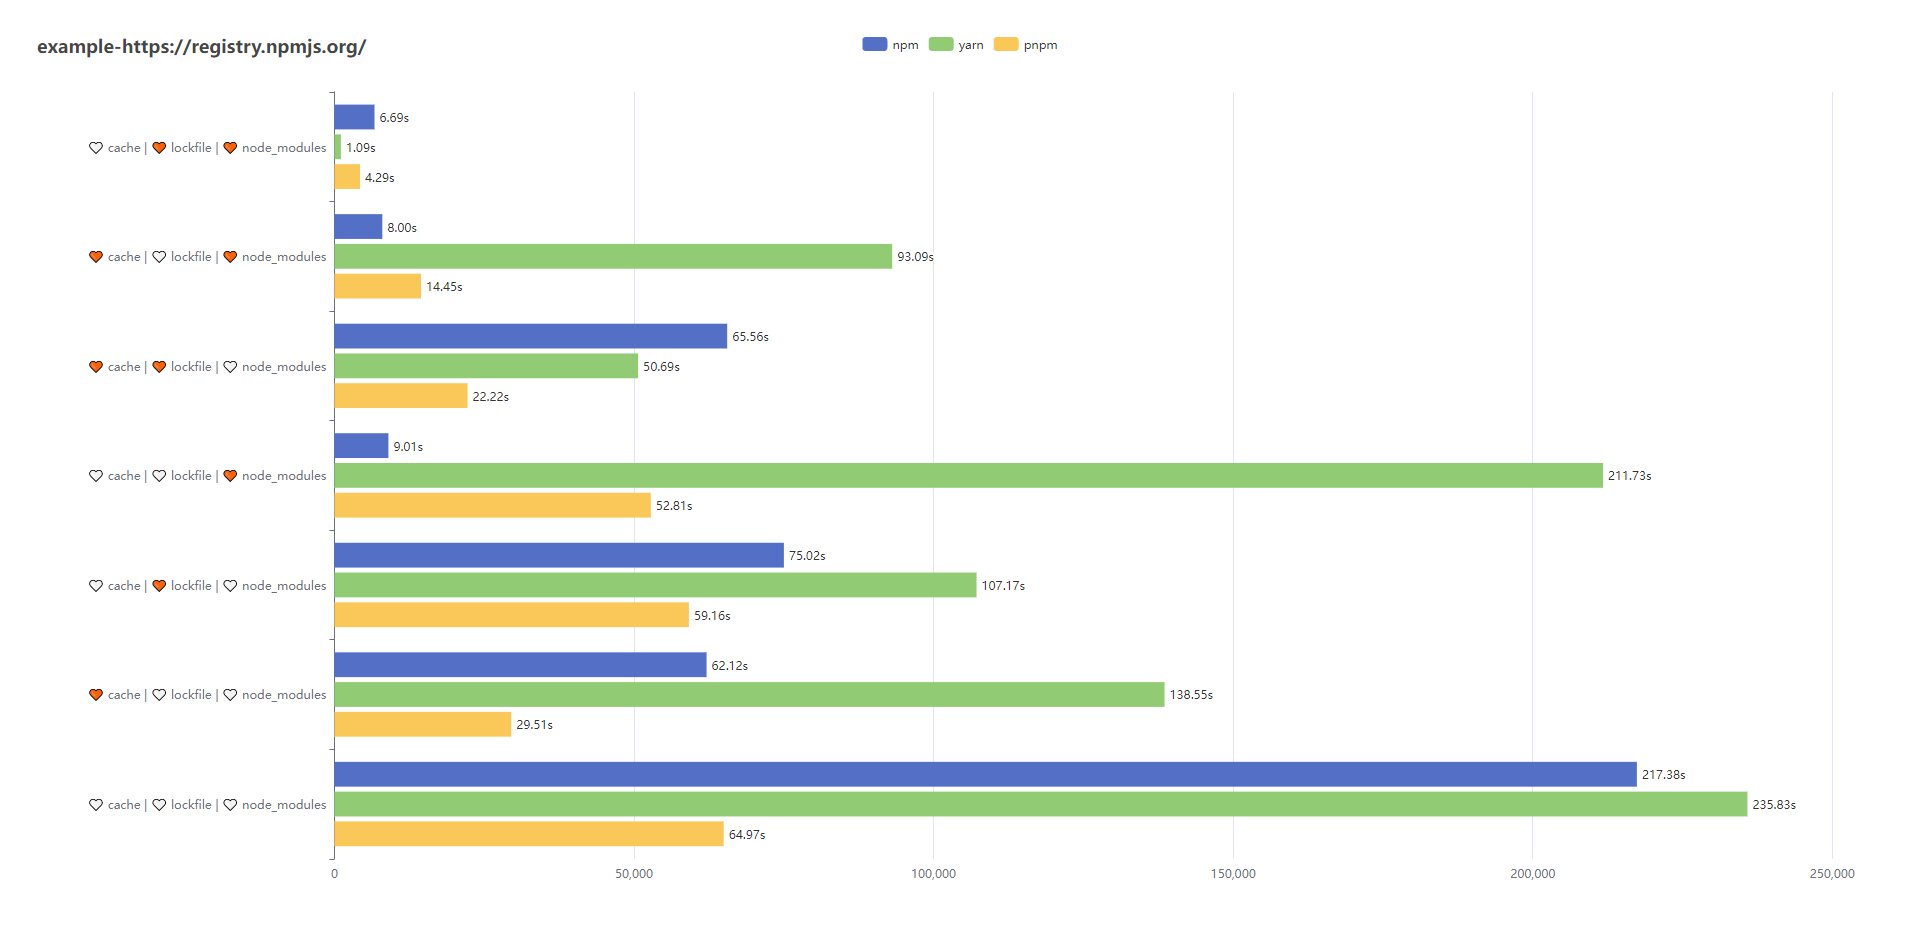 example-https://registry.npmjs.org/
npm yarn pnpm
6.69s
🤍 cache | 🧡 lockfile | 🧡 node_modules
1.09s
4.29s
8.00s
🧡 cache | 🤍 lockfile | 🧡 node_modules
93.09s
14.45s
65.56s
🧡 cache | 🧡 lockfile | 🤍 node_modules
50.69s
22.22s
9.01s
🤍 cache | 🤍 lockfile | 🧡 node_modules
211.73s
52.81s
75.02s
🤍 cache | 🧡 lockfile | 🤍 node_modules
107.17s
59.16s
62.12s
🧡 cache | 🤍 lockfile | 🤍 node_modules
138.55s
29.51s
217.38s
🤍 cache | 🤍 lockfile | 🤍 node_modules
235.83s
64.97s
0 50,000 100,000 150,000 200,000 250,000